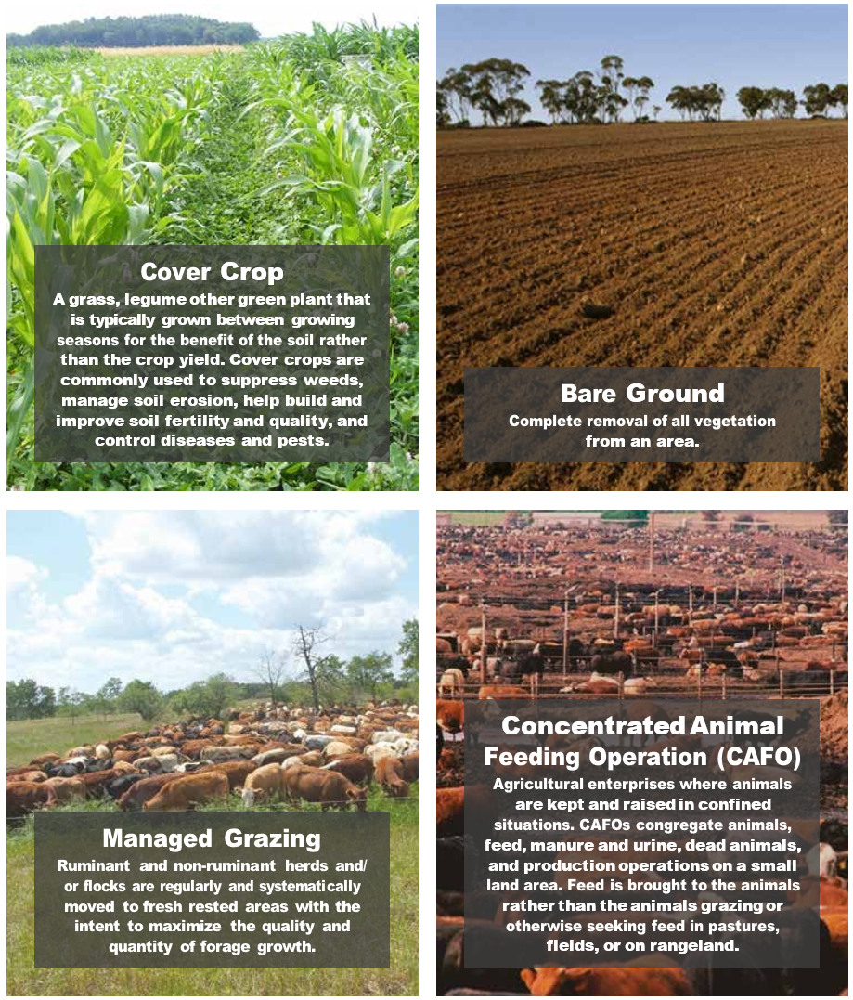 Cover Crop
A grass, legume other green plant that
is typically grown between growing
seasons for the benefit of the soil rather
than the crop yield. Cover crops are
commonly used to suppress weeds,
manage soil erosion, help build and
improve soil fertility and quality, and
control diseases and pests.
Bare Ground
Complete removal of all vegetation
from an area.
Managed Grazing
Ruminant and non-ruminant herds and/
or flocks are regularly and systematically
moved to fresh rested areas with the
intent to maximize the quality and
quantity of forage growth.
Concentrated Animal
Feeding Operation (CAFO)
Agricultural enterprises where animals
are kept and raised in confined
situations. CAFOs congregate animals,
feed, manure and urine, dead animals,
and production operations on a small
land area. Feed is brought to the animals
rather than the animals grazing or
otherwise seeking feed in pastures,
fields, or on rangeland.